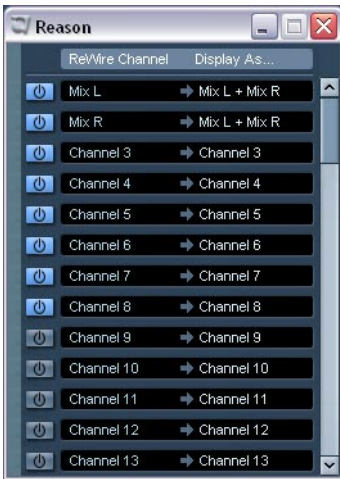 Reason
ReWire Channel Display As...
Mix L Mix L + Mix R
Mix R Mix L + Mix R
Channel 3 Channel 3
Channel 4 Channel 4
Channel 5 Channel 5
Channel 6 Channel 6
Channel 7 Channel 7
Channel 8 Channel 8
Channel 9 Channel 9
Channel 10 Channel 10
Channel 11 Channel 11
Channel 12 Channel 12
Channel 13 Channel 13